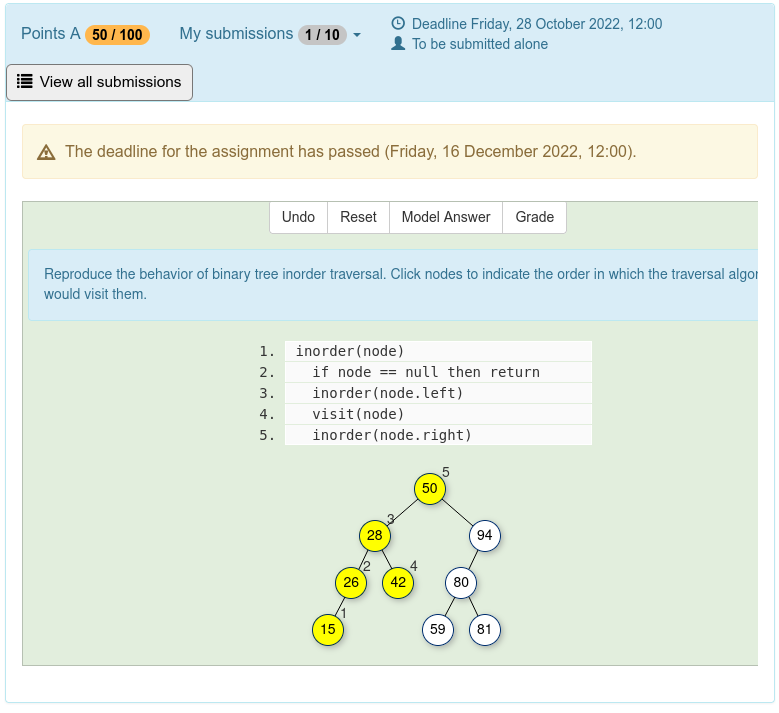 Points A 50 / 100 My submissions 1 / 10
Deadline Friday, 28 October 2022, 12:00
To be submitted alone
View all submissions
The deadline for the assignment has passed (Friday, 16 December 2022, 12:00).
Undo Reset Model Answer Grade
Reproduce the behavior of binary tree inorder traversal. Click nodes to indicate the order in which the traversal algor
would visit them.
1. inorder(node)
2. if node == null then return
3. inorder(node.left)
4. visit(node)
5. inorder(node.right)
5
50
3
28 94
2 4
26 42 80
1
15 59 81